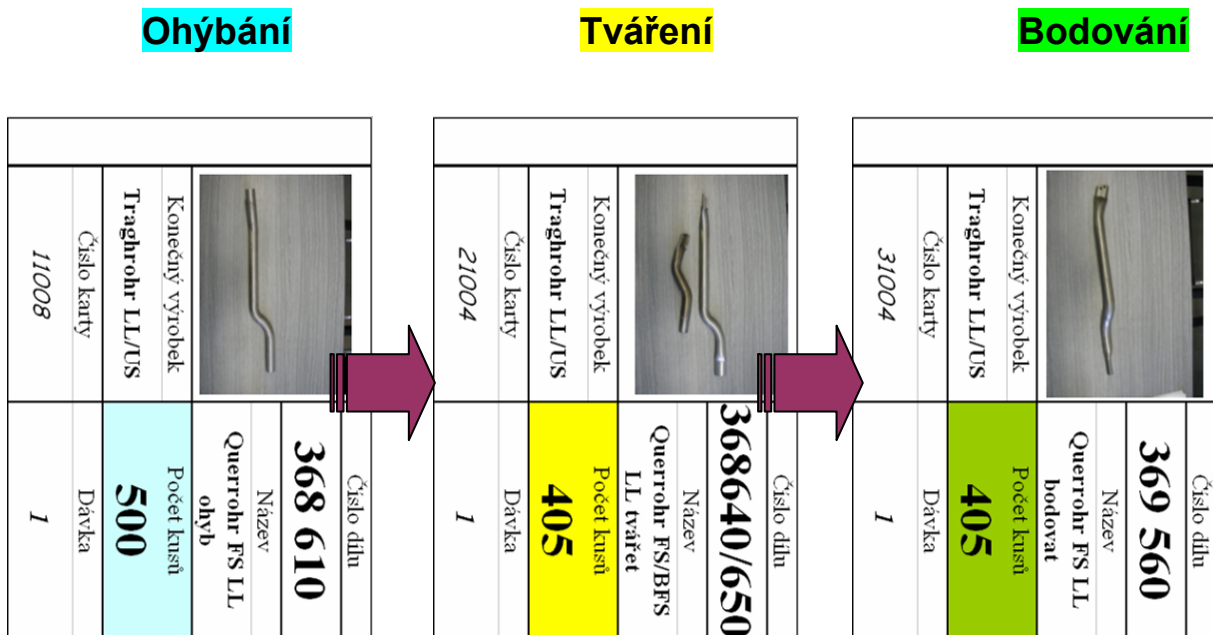 Ohýbání
Tváření
Bodování
Číslo dílu
368 610
Název
Querrohr FS LL
ohyb
Konečný výrobek
Traghrohr LL/US
Počet kusů
500
Číslo karty
11008
Dávka
1
Číslo dílu
368640/650
Název
Querrohr FS/BFS
LL tvářet
Konečný výrobek
Traghrohr LL/US
Počet kusů
405
Číslo karty
21004
Dávka
1
Číslo dílu
369 560
Název
Querrohr FS LL
bodovat
Konečný výrobek
Traghrohr LL/US
Počet kusů
405
Číslo karty
31004
Dávka
1